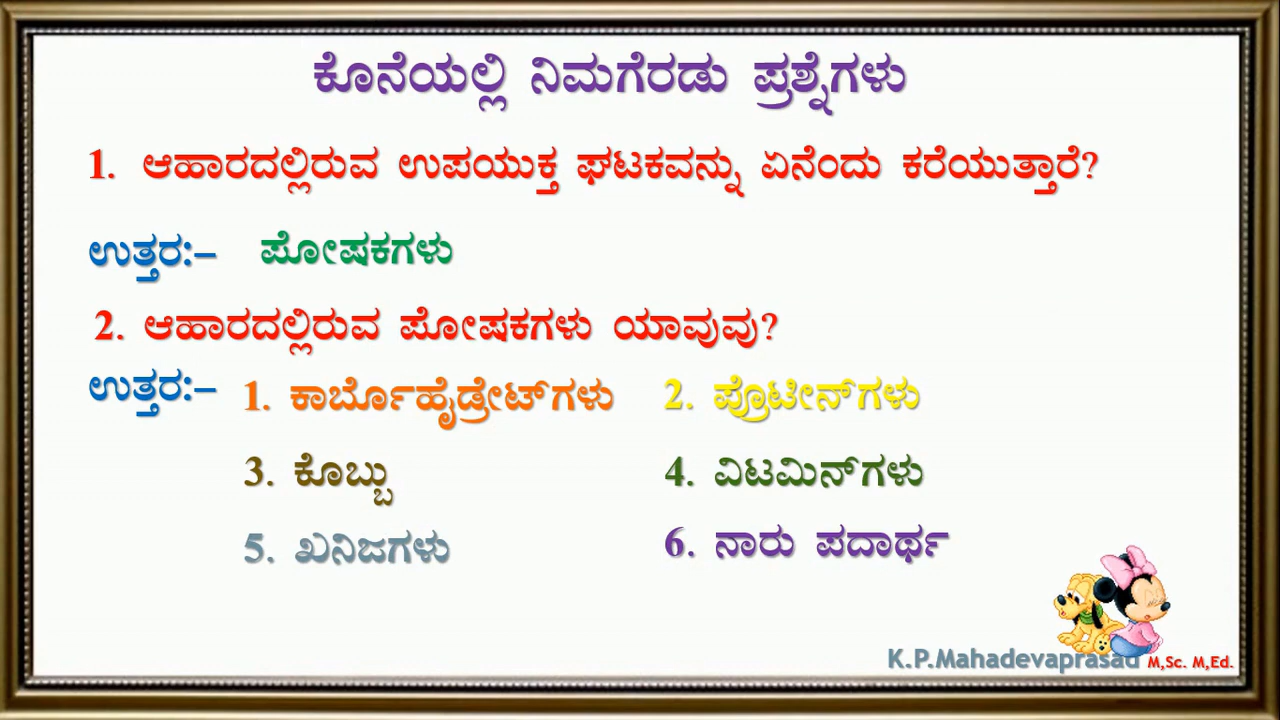 ಕೊನೆಯಲ್ಲಿ ನಿಮಗೆರಡು ಪ್ರಶ್ನೆಗಳು
1. ಆಹಾರದಲ್ಲಿರುವ ಉಪಯುಕ್ತ ಘಟಕವನ್ನು ಏನೆಂದು ಕರೆಯುತ್ತಾರೆ?
ಉತ್ತರ:– ಪೋಷಕಗಳು
2. ಆಹಾರದಲ್ಲಿರುವ ಪೋಷಕಗಳು ಯಾವುವು?
ಉತ್ತರ:– 1. ಕಾರ್ಬೊಹೈಡ್ರೇಟ್‌ಗಳು 2. ಪ್ರೊಟೀನ್‌ಗಳು
3. ಕೊಬ್ಬು 4. ವಿಟಮಿನ್‌ಗಳು
5. ಖನಿಜಗಳು 6. ನಾರು ಪದಾರ್ಥ
K.P.Mahadevaprasad M,Sc. M,Ed.